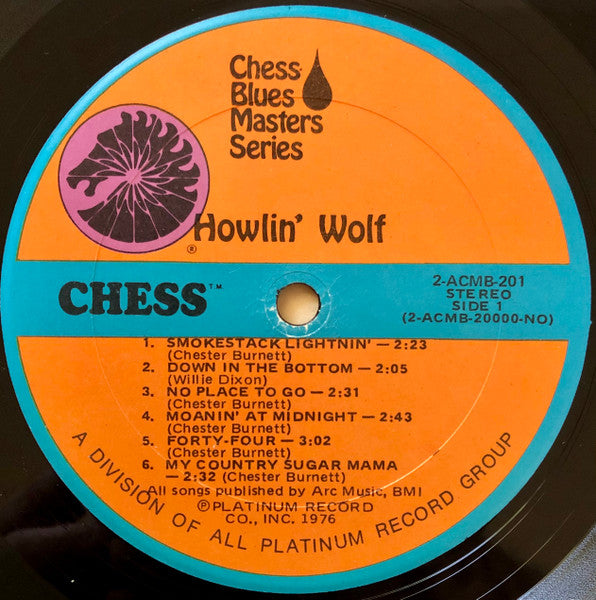 Chess
Blues
Masters
Series
®
Howlin' Wolf
CHESS™
2-ACMB-201
STEREO
SIDE 1
(2-ACMB-20000-NO)
1. SMOKESTACK LIGHTNIN' — 2:23
(Chester Burnett)
2. DOWN IN THE BOTTOM — 2:05
(Willie Dixon)
3. NO PLACE TO GO — 2:31
(Chester Burnett)
4. MOANIN' AT MIDNIGHT — 2:43
(Chester Burnett)
5. FORTY-FOUR — 3:02
(Chester Burnett)
6. MY COUNTRY SUGAR MAMA
— 2:32 (Chester Burnett)
All songs published by Arc Music, BMI
℗PLATINUM RECORD
CO., INC. 1976
A DIVISION OF ALL PLATINUM RECORD GROUP